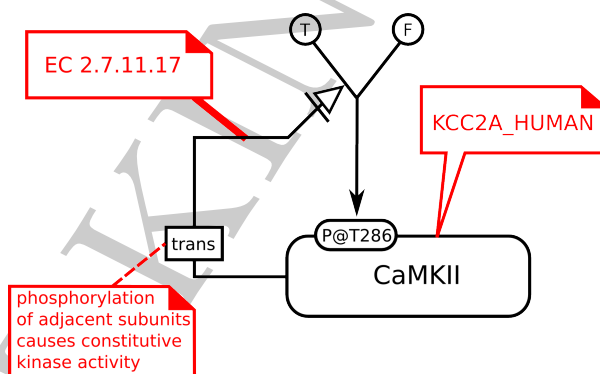 T
F
EC 2.7.11.17
KCC2A_HUMAN
P@T286
trans
CaMKII
phosphorylation
of adjacent subunits
causes constitutive
kinase activity